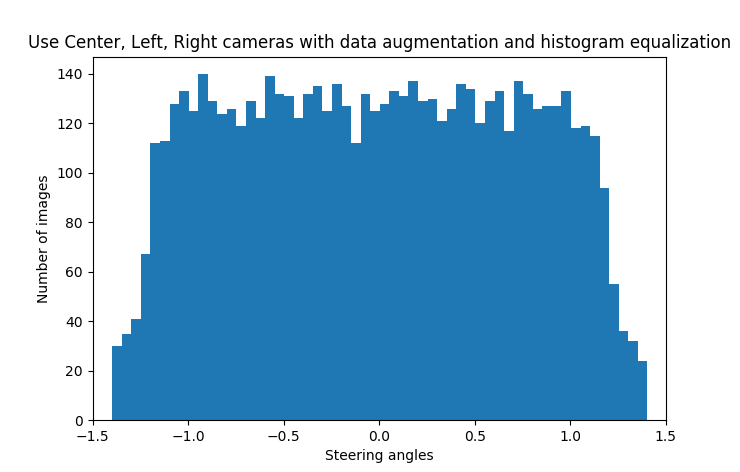 Use Center, Left, Right cameras with data augmentation and histogram equalization
140
120
100
80
60
40
20
0
Number of images
−1.5 −1.0 −0.5 0.0 0.5 1.0 1.5
Steering angles